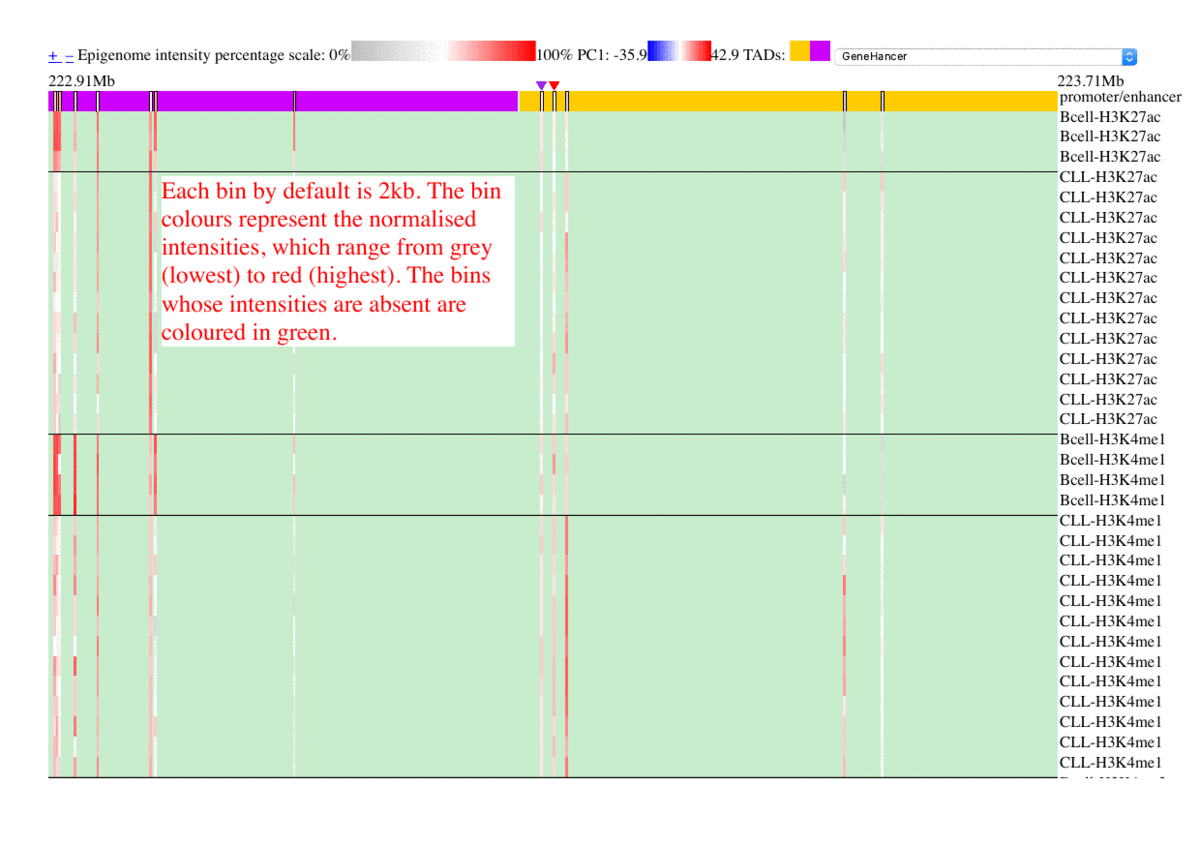 + – Epigenome intensity percentage scale: 0% 100% PC1: -35.9 42.9 TADs: GeneHancer
222.91Mb 223.71Mb
promoter/enhancer
Bcell-H3K27ac
Bcell-H3K27ac
Bcell-H3K27ac
CLL-H3K27ac
CLL-H3K27ac
CLL-H3K27ac
CLL-H3K27ac
CLL-H3K27ac
CLL-H3K27ac
CLL-H3K27ac
CLL-H3K27ac
CLL-H3K27ac
CLL-H3K27ac
CLL-H3K27ac
CLL-H3K27ac
CLL-H3K27ac
Bcell-H3K4me1
Bcell-H3K4me1
Bcell-H3K4me1
Bcell-H3K4me1
CLL-H3K4me1
CLL-H3K4me1
CLL-H3K4me1
CLL-H3K4me1
CLL-H3K4me1
CLL-H3K4me1
CLL-H3K4me1
CLL-H3K4me1
CLL-H3K4me1
CLL-H3K4me1
CLL-H3K4me1
CLL-H3K4me1
CLL-H3K4me1
Each bin by default is 2kb. The bin
colours represent the normalised
intensities, which range from grey
(lowest) to red (highest). The bins
whose intensities are absent are
coloured in green.